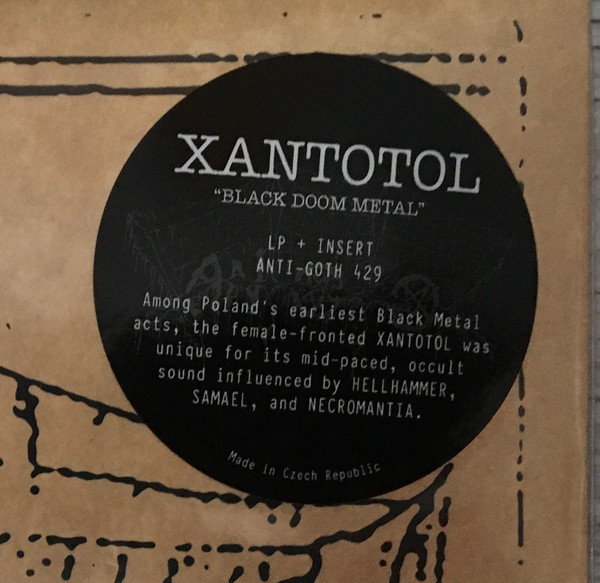 XANTOTOL
“BLACK DOOM METAL”
LP + INSERT
ANTI-GOTH 429
Among Poland's earliest Black Metal
acts, the female-fronted XANTOTOL was
unique for its mid-paced, occult
sound influenced by HELLHAMMER,
SAMAEL, and NECROMANTIA.
Made in Czech Republic